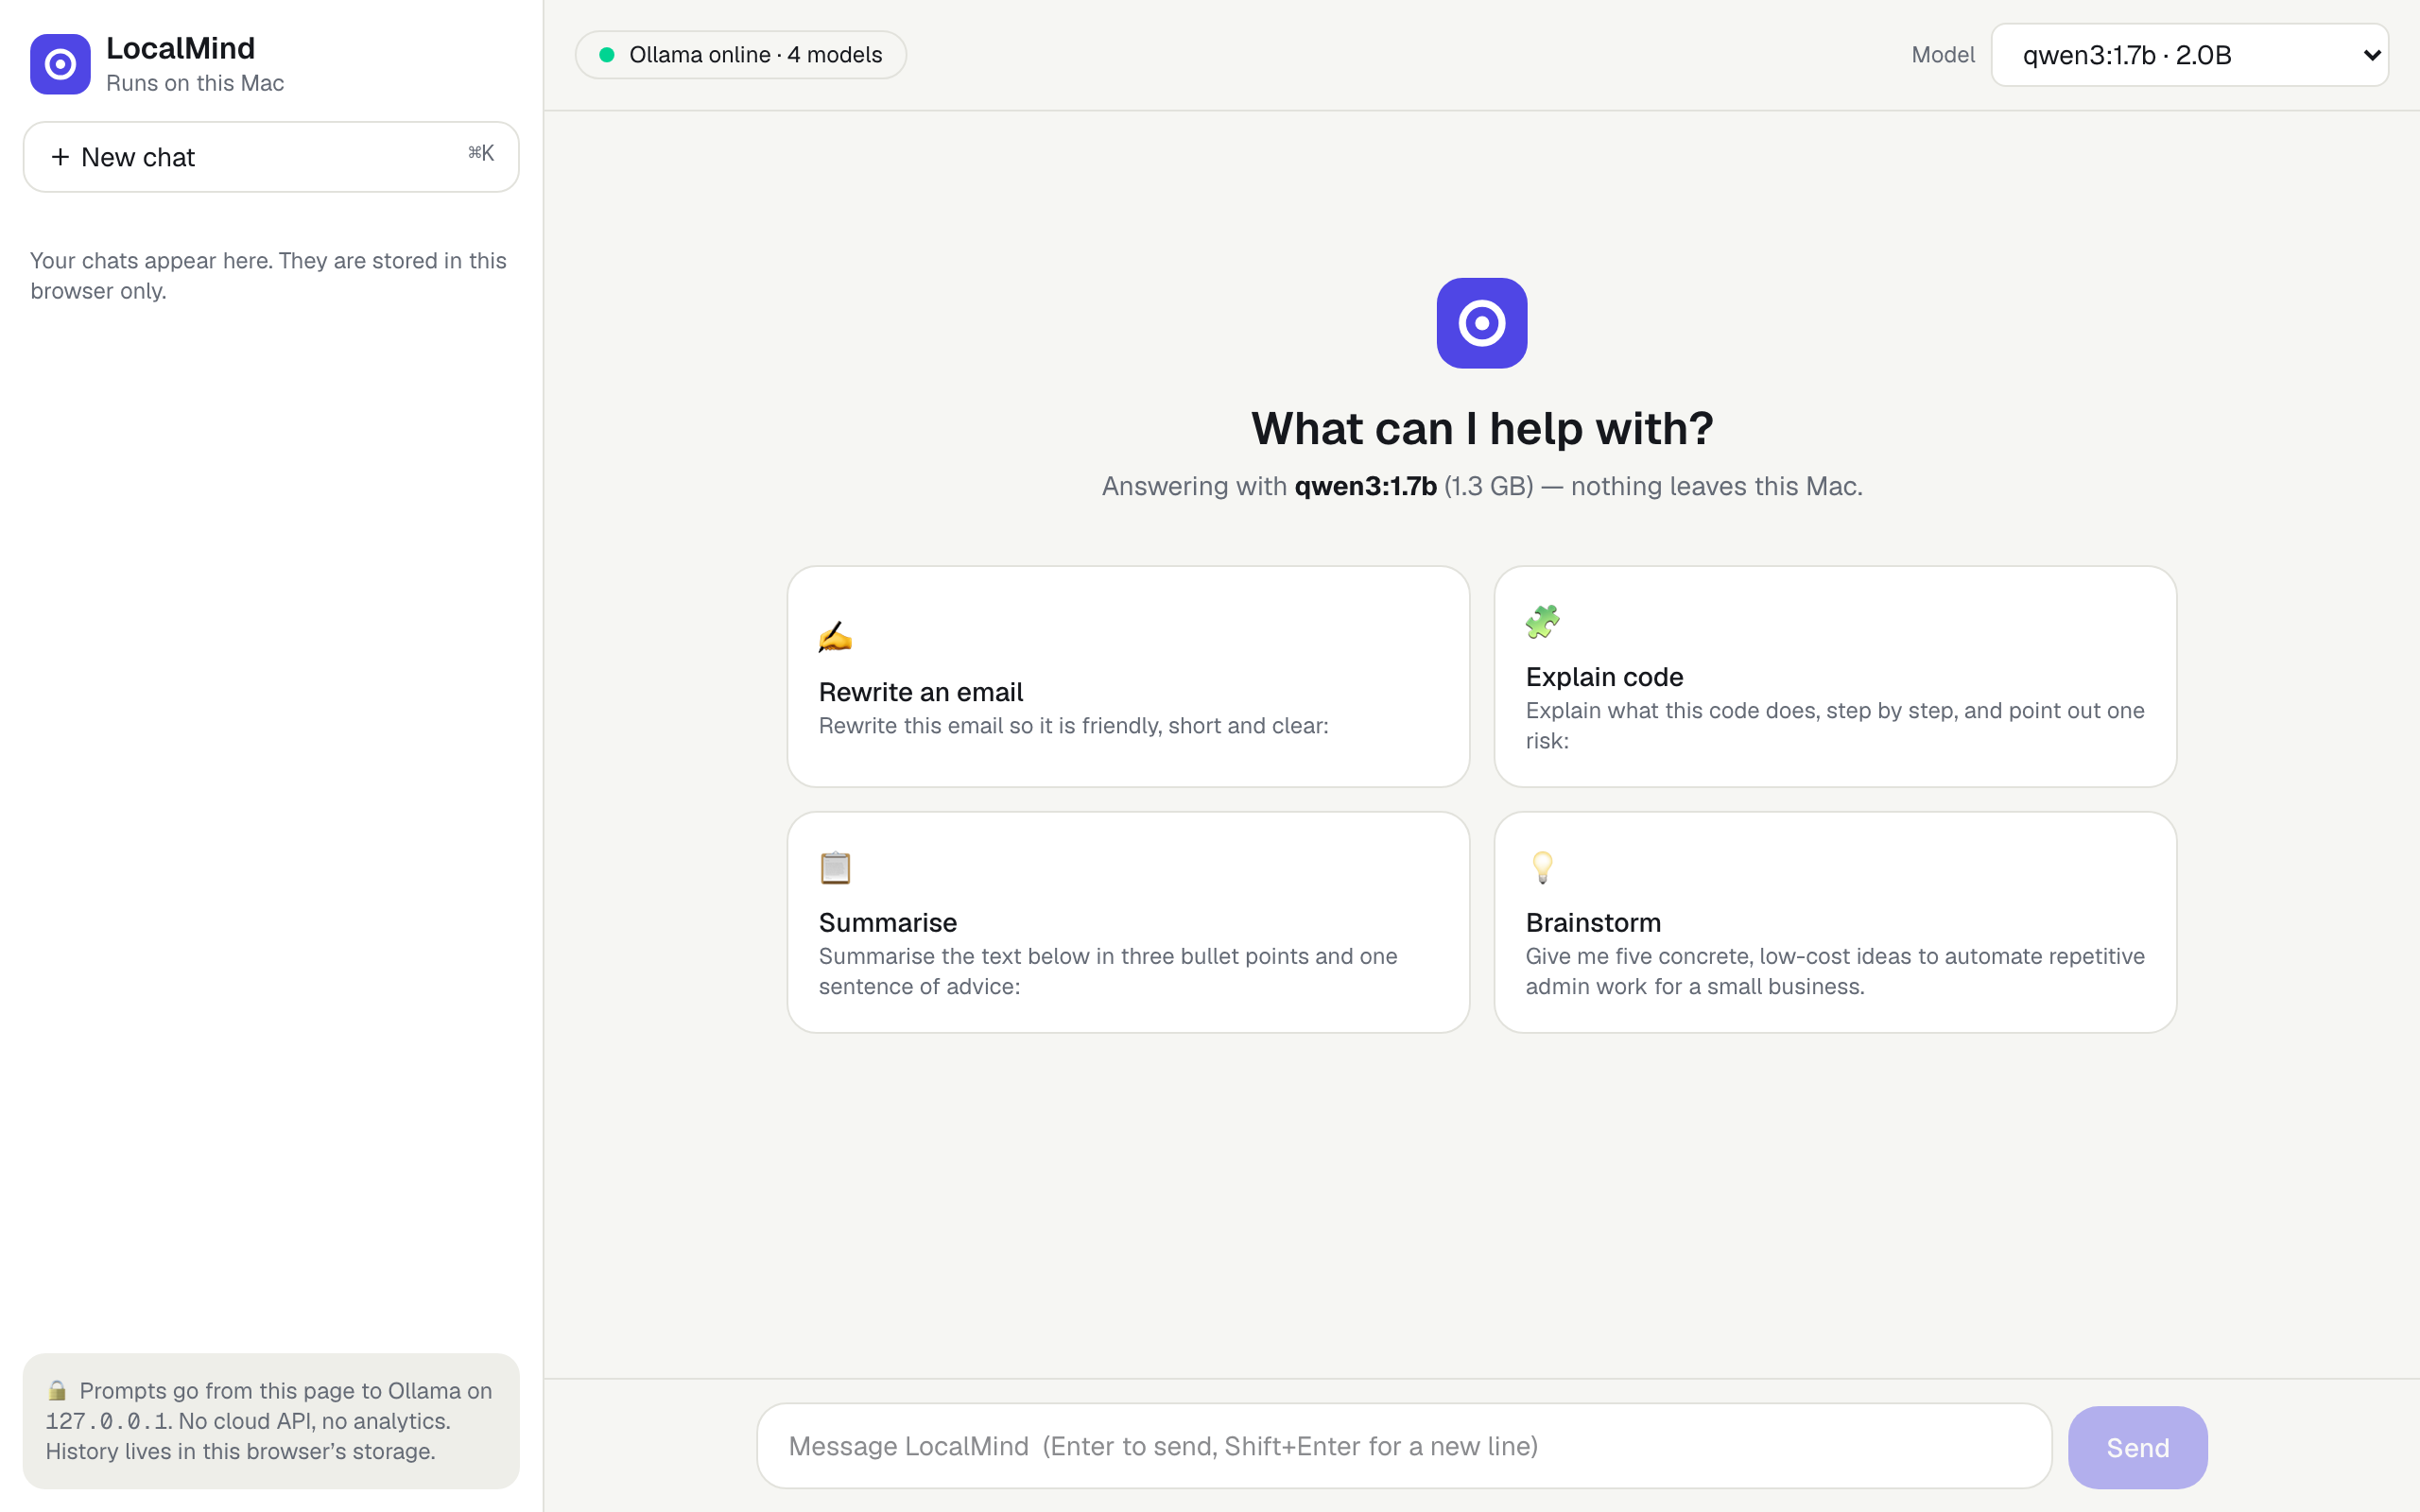 LocalMind
Runs on this Mac
+ New chat ⌘K
Your chats appear here. They are stored in this
browser only.
🔒 Prompts go from this page to Ollama on
127.0.0.1. No cloud API, no analytics.
History lives in this browser’s storage.
Ollama online · 4 models
Model qwen3:1.7b · 2.0B
What can I help with?
Answering with qwen3:1.7b (1.3 GB) — nothing leaves this Mac.
Rewrite an email
Rewrite this email so it is friendly, short and clear:
Explain code
Explain what this code does, step by step, and point out one
risk:
Summarise
Summarise the text below in three bullet points and one
sentence of advice:
Brainstorm
Give me five concrete, low-cost ideas to automate repetitive
admin work for a small business.
Message LocalMind (Enter to send, Shift+Enter for a new line)
Send